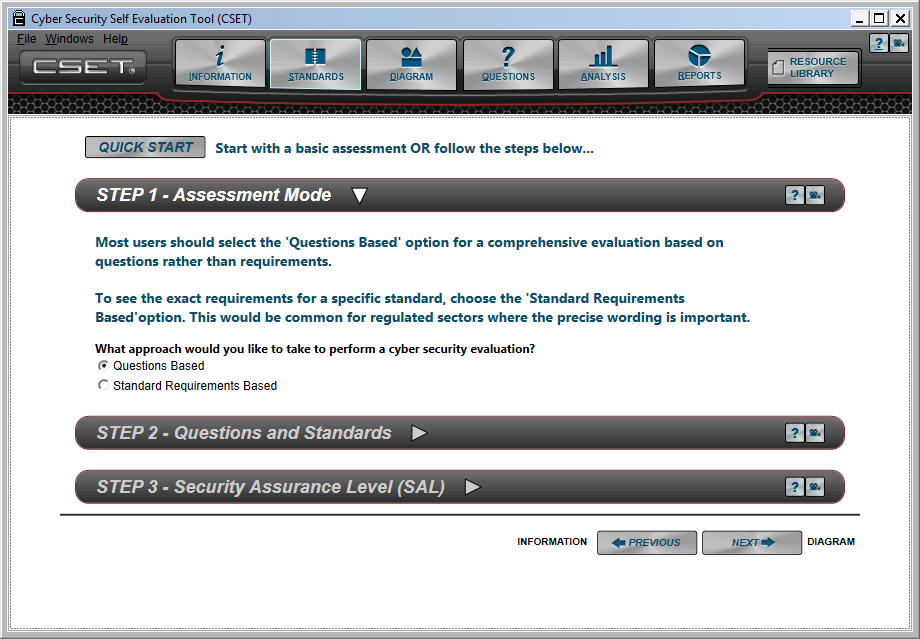 Cyber Security Self Evaluation Tool (CSET)
File Windows Help
CSET
INFORMATION
STANDARDS
DIAGRAM
QUESTIONS
ANALYSIS
REPORTS
RESOURCE
LIBRARY
?
QUICK START Start with a basic assessment OR follow the steps below...
STEP 1 - Assessment Mode ?
Most users should select the 'Questions Based' option for a comprehensive evaluation based on
questions rather than requirements.
To see the exact requirements for a specific standard, choose the 'Standard Requirements
Based'option. This would be common for regulated sectors where the precise wording is important.
What approach would you like to take to perform a cyber security evaluation?
Questions Based
Standard Requirements Based
STEP 2 - Questions and Standards ?
STEP 3 - Security Assurance Level (SAL) ?
INFORMATION PREVIOUS NEXT DIAGRAM